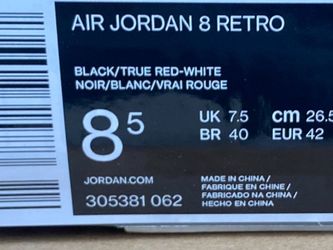 AIR JORDAN 8 RETRO
BLACK/TRUE RED-WHITE
NOIR/BLANC/VRAI ROUGE
8 5
UK 7.5 cm 26.5
BR 40 EUR 42
JORDAN.COM
305381 062
MADE IN CHINA /
FABRIQUE EN CHINE /
FABRICADO NA CHINA /
HECHO EN CHINA